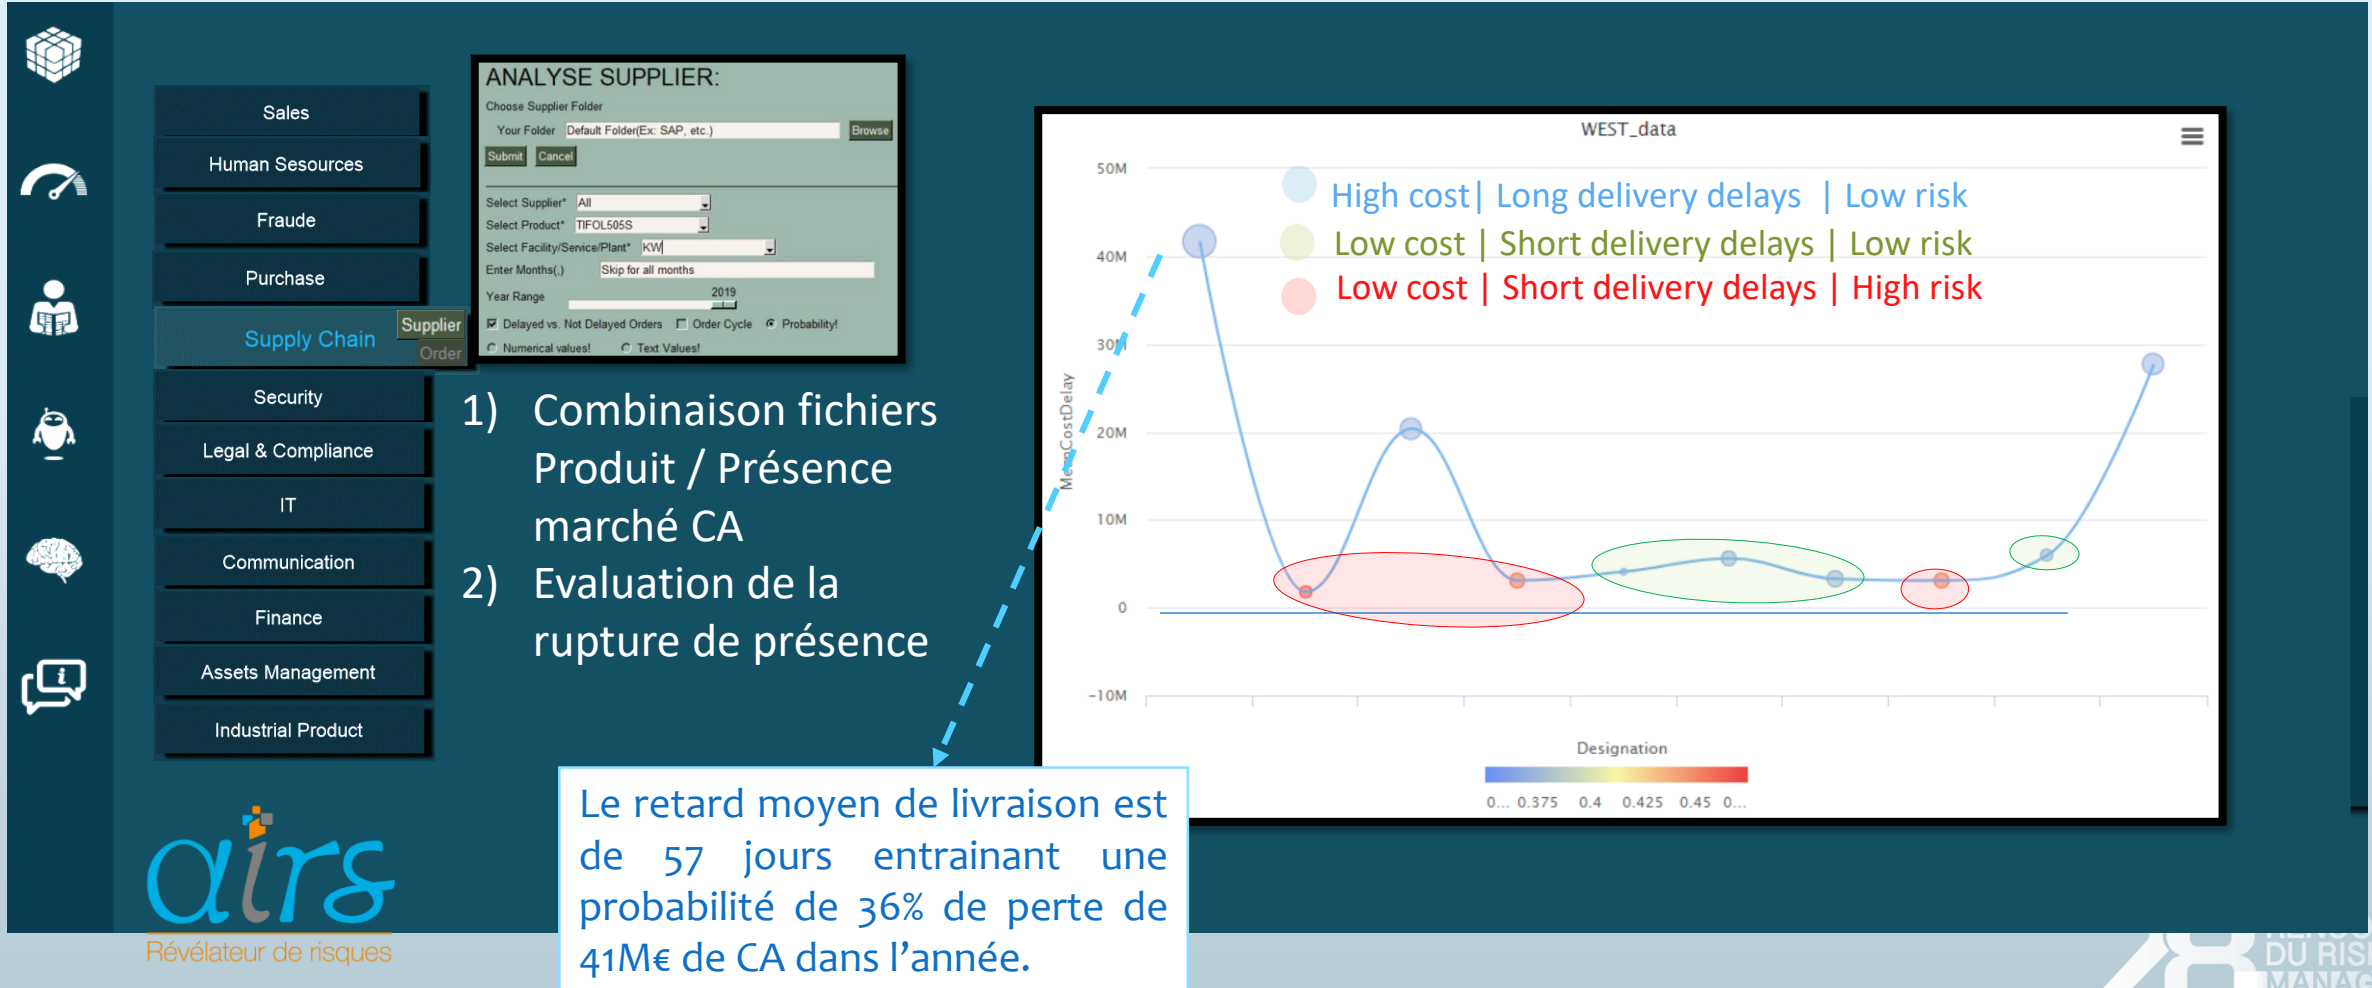 Sales
Human Sesources
Fraude
Purchase
Supply Chain
Supplier
Order
Security
Legal & Compliance
IT
Communication
Finance
Assets Management
Industrial Product
airs
Révélateur de risques
ANALYSE SUPPLIER:
Choose Supplier Folder
Your Folder Default Folder(Ex: SAP, etc.) Browse
Submit Cancel
Select Supplier* All
Select Product* TIFOL505S
Select Facility/Service/Plant* KW
Enter Months(,) Skip for all months
Year Range 2019
Delayed vs. Not Delayed Orders Order Cycle Probability!
Numerical values! Text Values!
1) Combinaison fichiers
Produit / Présence
marché CA
2) Evaluation de la
rupture de présence
Le retard moyen de livraison est
de 57 jours entrainant une
probabilité de 36% de perte de
41M€ de CA dans l’année.
WEST_data
High cost| Long delivery delays | Low risk
Low cost | Short delivery delays | Low risk
Low cost | Short delivery delays | High risk
50M
40M
30M
20M
10M
0
-10M
MeanCostDelay
Designation
0... 0.375 0.4 0.425 0.45 0...
DU RIS